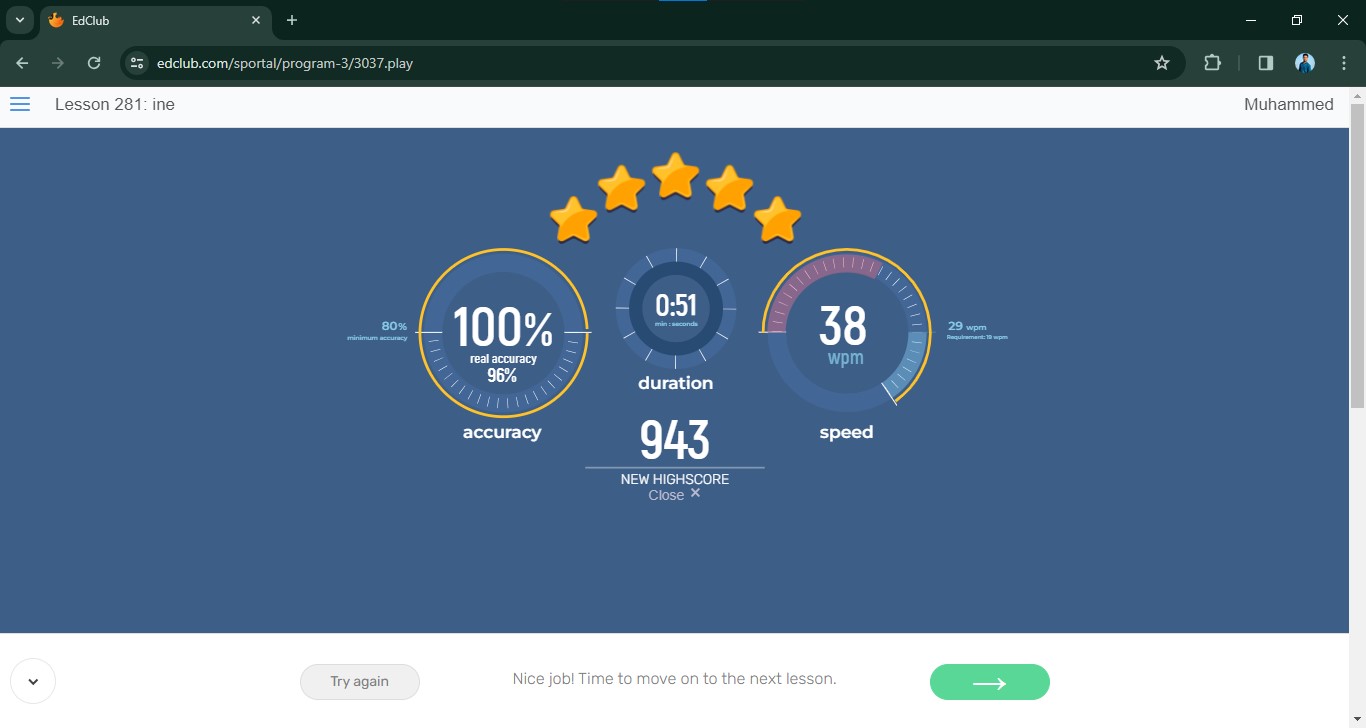 EdClub
edclub.com/sportal/program-3/3037.play
Lesson 281: ine
Muhammed
80%
minimum accuracy
100%
real accuracy
96%
accuracy
0:51
min : seconds
duration
38
wpm
speed
29 wpm
Requirement: 19 wpm
943
NEW HIGHSCORE
Close ×
Try again
Nice job! Time to move on to the next lesson.